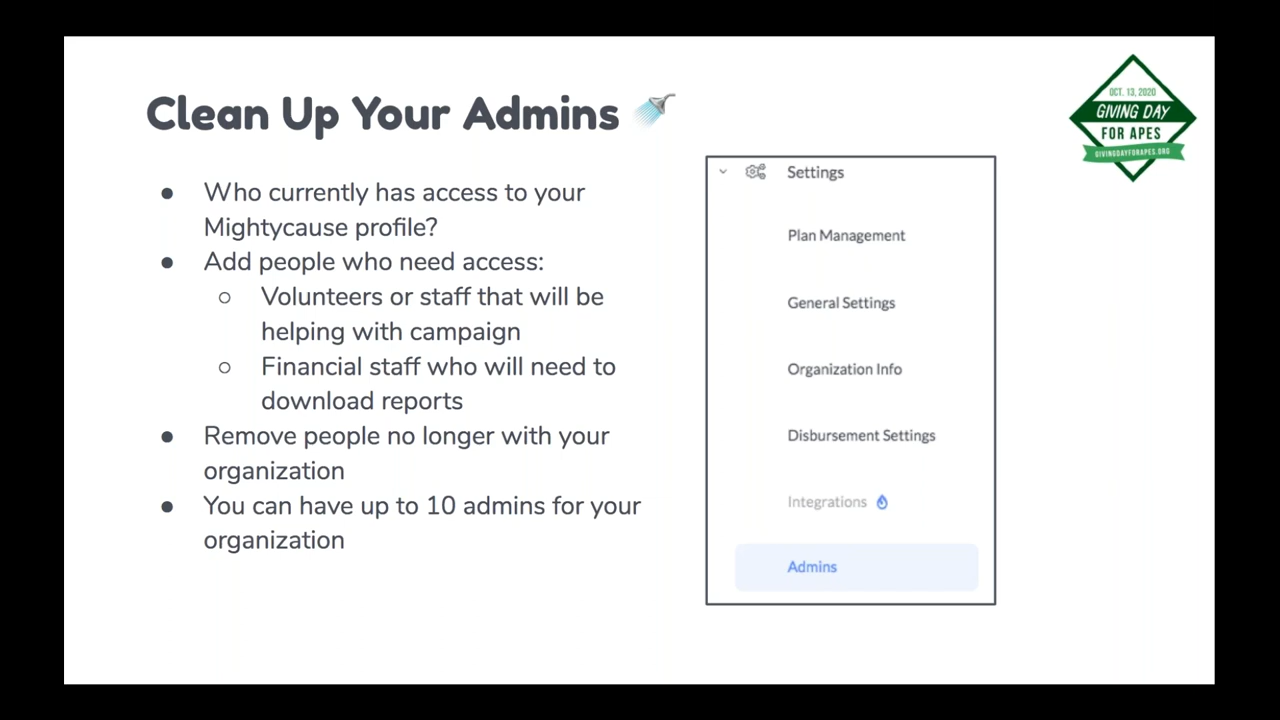 Clean Up Your Admins
OCT. 13, 2020
GIVING DAY
FOR APES
GIVINGDAYFORAPES.ORG
● Who currently has access to your
Mightycause profile?
● Add people who need access:
○ Volunteers or staff that will be
helping with campaign
○ Financial staff who will need to
download reports
● Remove people no longer with your
organization
● You can have up to 10 admins for your
organization
Settings
Plan Management
General Settings
Organization Info
Disbursement Settings
Integrations
Admins